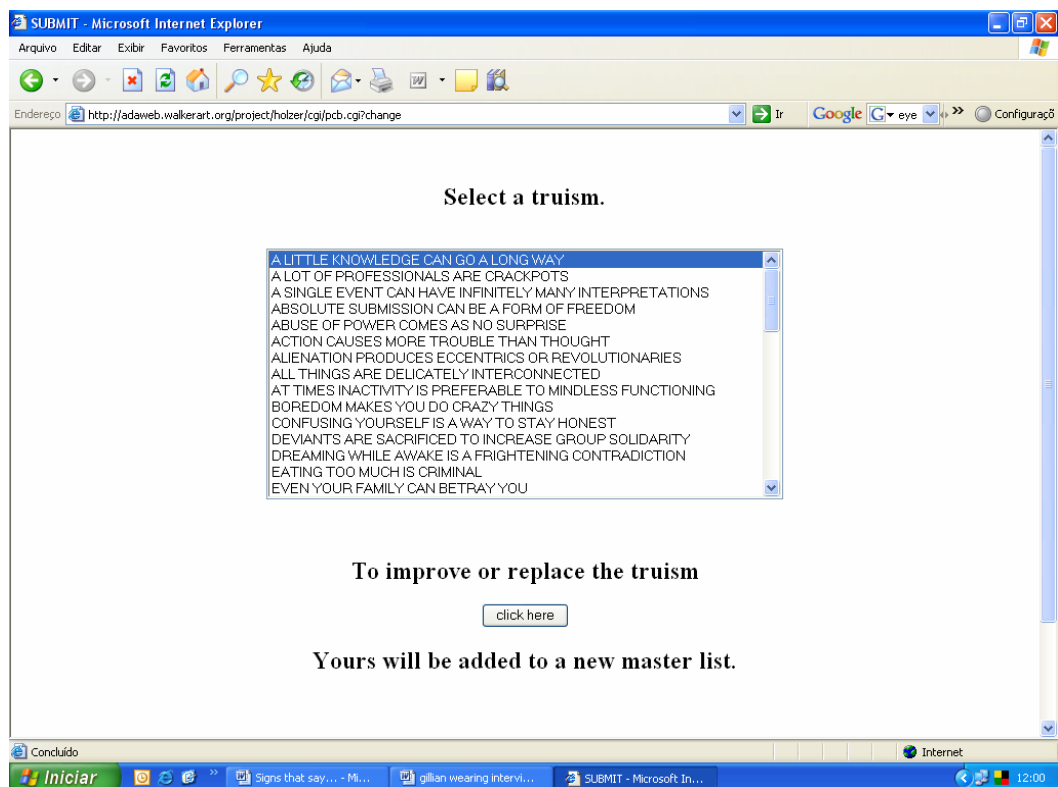 SUBMIT - Microsoft Internet Explorer
Arquivo Editar Exibir Favoritos Ferramentas Ajuda
Endereço http://adaweb.walkerart.org/project/holzer/cgi/pcb.cgi?change Ir Google G eye » Configuraçõ
Select a truism.
A LITTLE KNOWLEDGE CAN GO A LONG WAY
A LOT OF PROFESSIONALS ARE CRACKPOTS
A SINGLE EVENT CAN HAVE INFINITELY MANY INTERPRETATIONS
ABSOLUTE SUBMISSION CAN BE A FORM OF FREEDOM
ABUSE OF POWER COMES AS NO SURPRISE
ACTION CAUSES MORE TROUBLE THAN THOUGHT
ALIENATION PRODUCES ECCENTRICS OR REVOLUTIONARIES
ALL THINGS ARE DELICATELY INTERCONNECTED
AT TIMES INACTIVITY IS PREFERABLE TO MINDLESS FUNCTIONING
BOREDOM MAKES YOU DO CRAZY THINGS
CONFUSING YOURSELF IS A WAY TO STAY HONEST
DEVIANTS ARE SACRIFICED TO INCREASE GROUP SOLIDARITY
DREAMING WHILE AWAKE IS A FRIGHTENING CONTRADICTION
EATING TOO MUCH IS CRIMINAL
EVEN YOUR FAMILY CAN BETRAY YOU
To improve or replace the truism
click here
Yours will be added to a new master list.
Concluído Internet
Iniciar » Signs that say... - Mi... gillian wearing intervi... SUBMIT - Microsoft In... 12:00